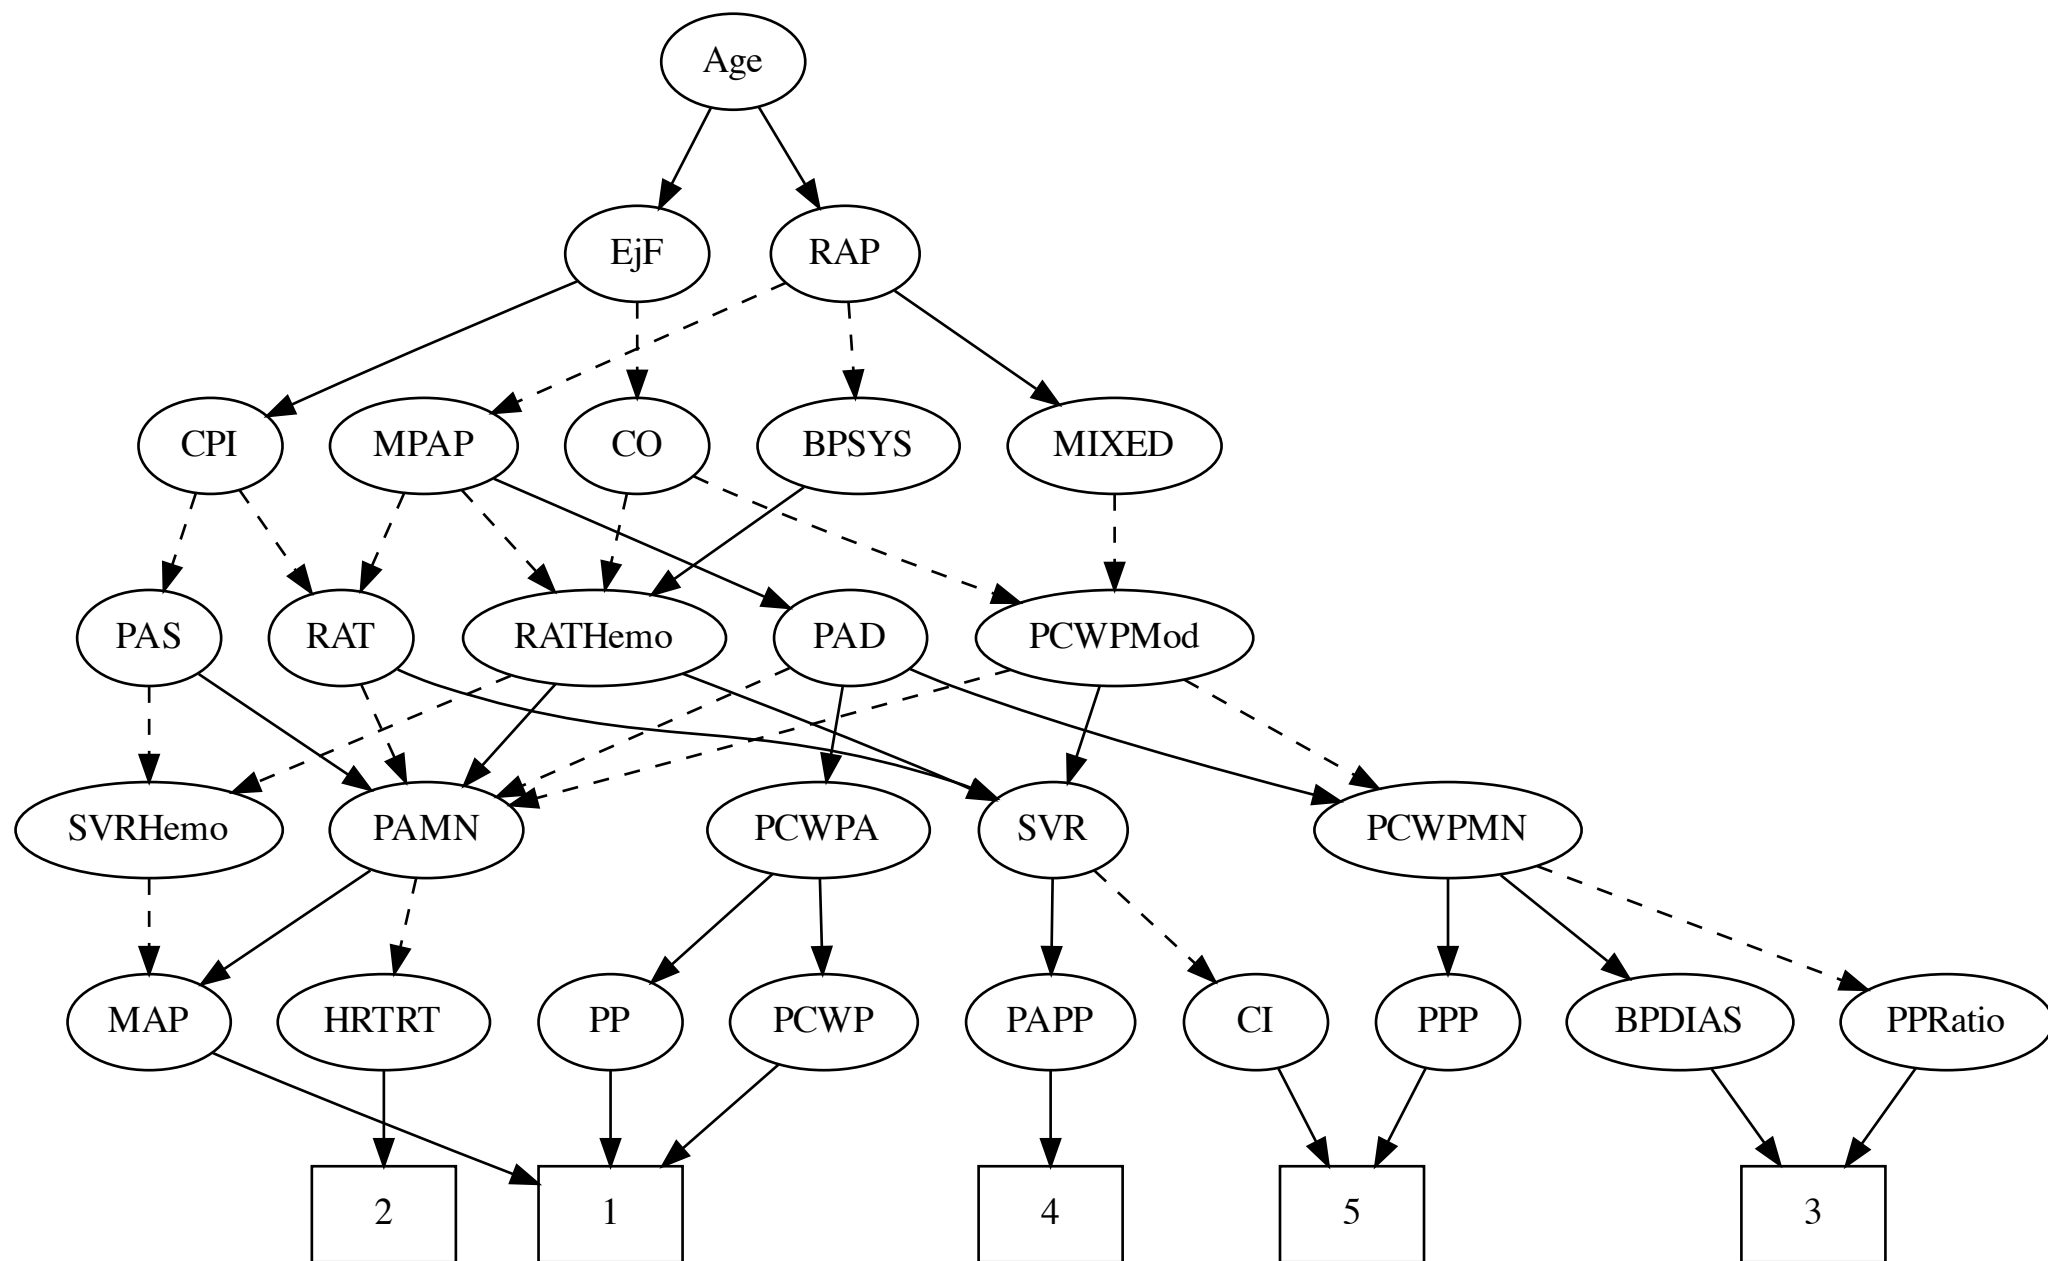 Age
EjF
RAP
CPI
MPAP
CO
BPSYS
MIXED
PAS
RAT
RATHemo
PAD
PCWPMod
SVRHemo
PAMN
PCWPA
SVR
PCWPMN
MAP
HRTRT
PP
PCWP
PAPP
CI
PPP
BPDIAS
PPRatio
2
1
4
5
3